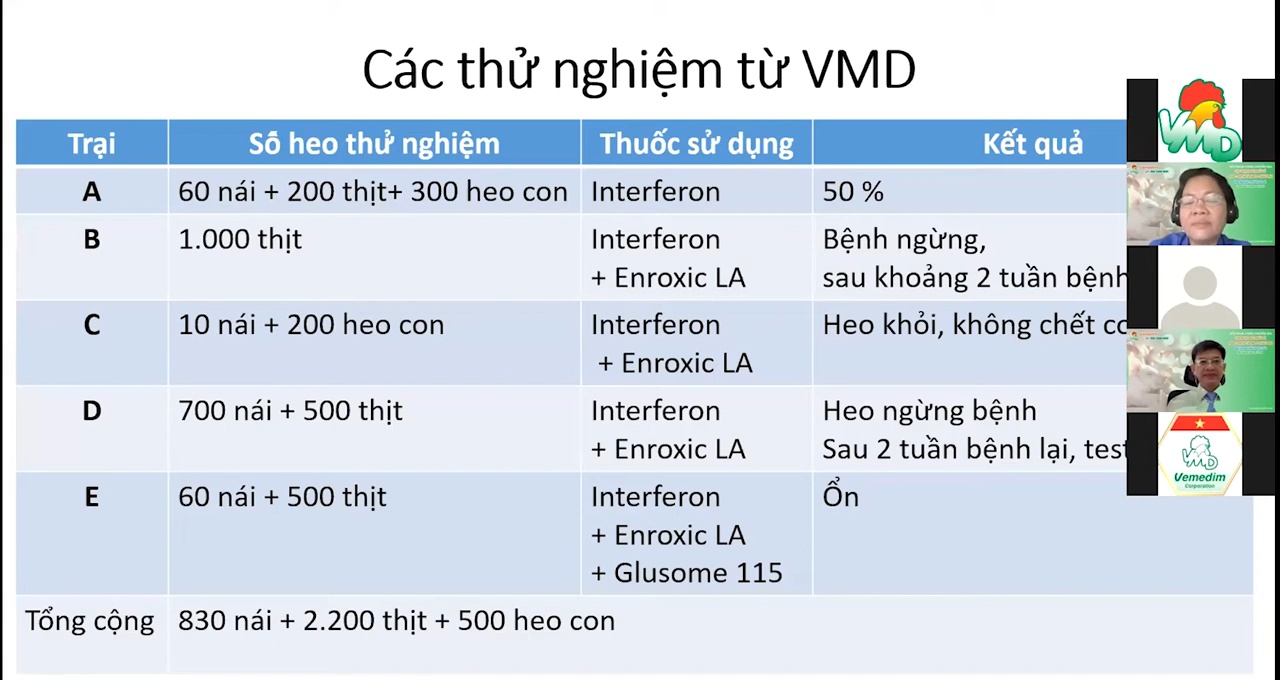 Các thử nghiệm từ VMD
Trại Số heo thử nghiệm Thuốc sử dụng Kết quả
A 60 nái + 200 thịt+ 300 heo con Interferon 50 %
B 1.000 thịt Interferon Bệnh ngừng,
+ Enroxic LA sau khoảng 2 tuần bệnh
C 10 nái + 200 heo con Interferon Heo khỏi, không chết
+ Enroxic LA
D 700 nái + 500 thịt Interferon Heo ngừng bệnh
+ Enroxic LA Sau 2 tuần bệnh lại, test
E 60 nái + 500 thịt Interferon Ổn
+ Enroxic LA
+ Glusome 115
Tổng cộng 830 nái + 2.200 thịt + 500 heo con
VMD
VMD
Vemedim
Corporation